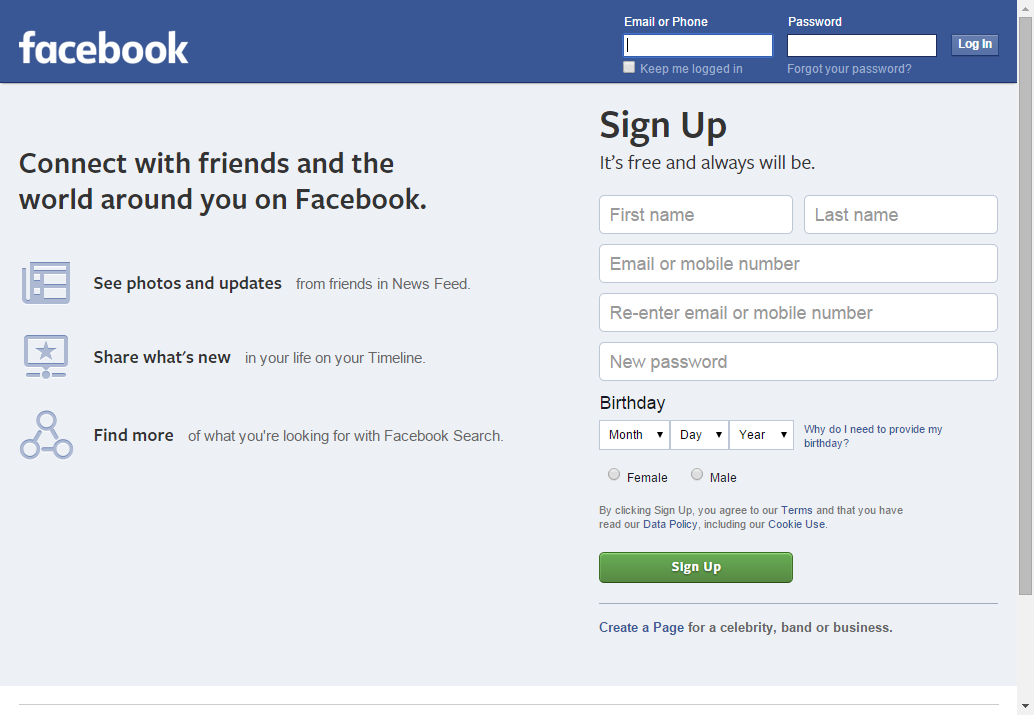 facebook
Email or Phone
Password
Log In
Keep me logged in
Forgot your password?
Connect with friends and the
world around you on Facebook.
See photos and updates from friends in News Feed.
Share what's new in your life on your Timeline.
Find more of what you're looking for with Facebook Search.
Sign Up
It's free and always will be.
First name
Last name
Email or mobile number
Re-enter email or mobile number
New password
Birthday
Month
Day
Year
Why do I need to provide my
birthday?
Female
Male
By clicking Sign Up, you agree to our Terms and that you have
read our Data Policy, including our Cookie Use.
Sign Up
Create a Page for a celebrity, band or business.